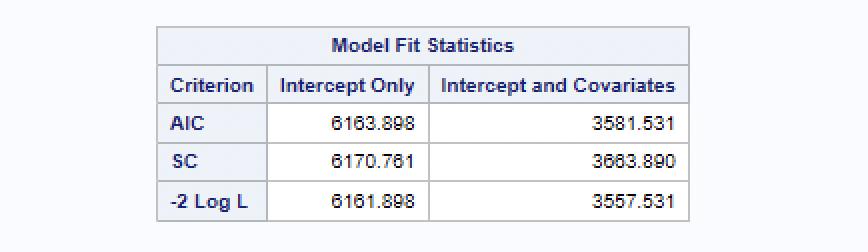 Model Fit Statistics
Criterion Intercept Only Intercept and Covariates
AIC 6163.898 3581.531
SC 6170.761 3663.890
-2 Log L 6161.898 3557.531